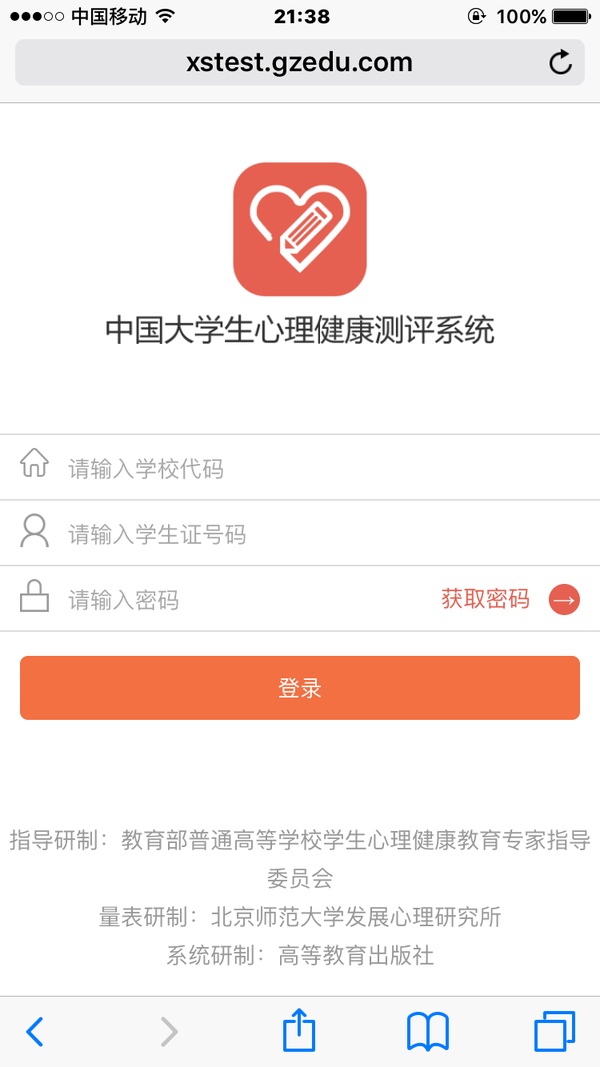 中国移动 21:38 100%
xstest.gzedu.com
中国大学生心理健康测评系统
请输入学校代码
请输入学生证号码
请输入密码 获取密码
登录
指导研制：教育部普通高等学校学生心理健康教育专家指导
委员会
量表研制：北京师范大学发展心理研究所
系统研制：高等教育出版社